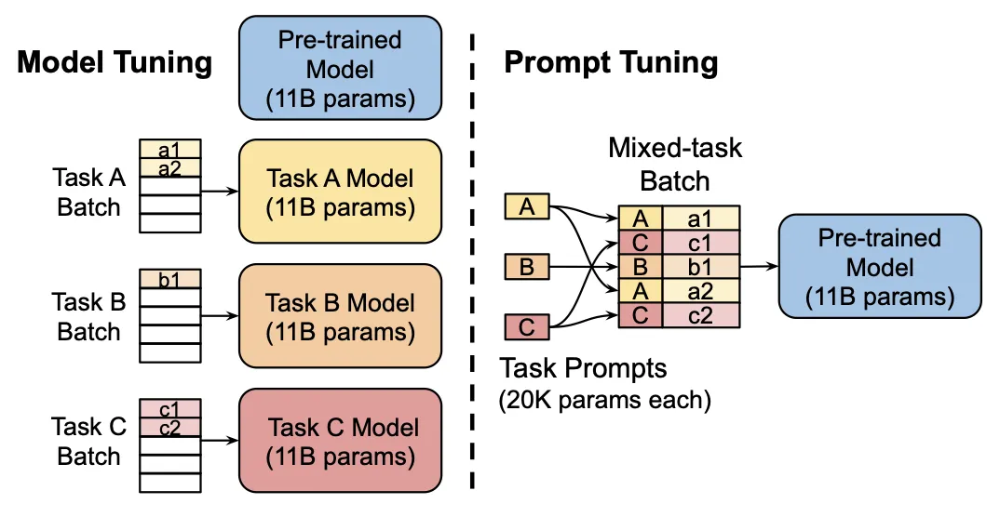 Model Tuning
Pre-trained
Model
(11B params)
Task A
Batch
a1
a2
Task A Model
(11B params)
Task B
Batch
b1
Task B Model
(11B params)
Task C
Batch
c1
c2
Task C Model
(11B params)
Prompt Tuning
Mixed-task
Batch
A
B
C
A a1
C c1
B b1
A a2
C c2
Task Prompts
(20K params each)
Pre-trained
Model
(11B params)